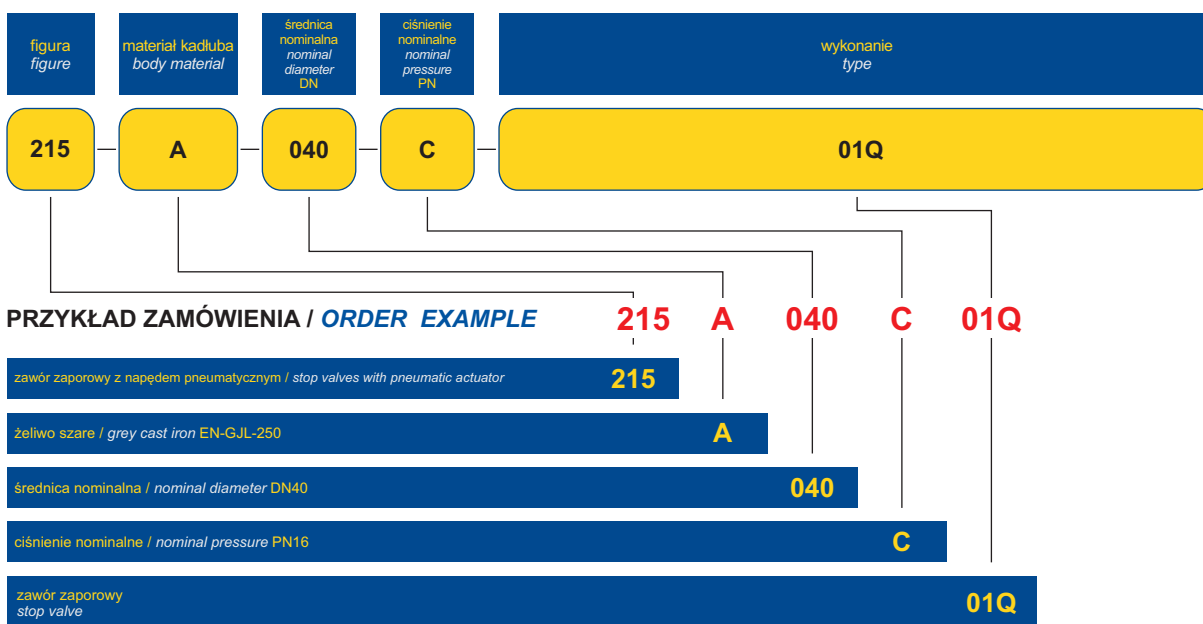 figura
figure
materiał kadłuba
body material
średnica
nominalna
nominal
diameter
DN
ciśnienie
nominalne
nominal
pressure
PN
wykonanie
type
215
A
040
C
01Q
PRZYKŁAD ZAMÓWIENIA / ORDER EXAMPLE 215 A 040 C 01Q
zawór zaporowy z napędem pneumatycznym / stop valves with pneumatic actuator 215
żeliwo szare / grey cast iron EN-GJL-250 A
średnica nominalna / nominal diameter DN40 040
ciśnienie nominalne / nominal pressure PN16 C
zawór zaporowy
stop valve
01Q